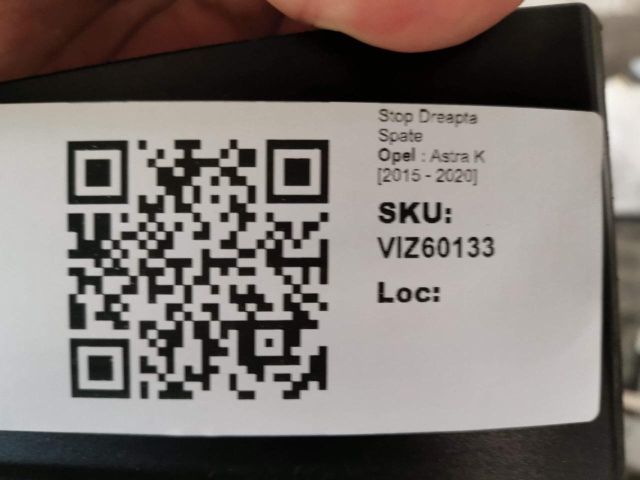 Stop Dreapta
Spate
Opel : Astra K
[2015 - 2020]
SKU:
VIZ60133
Loc: